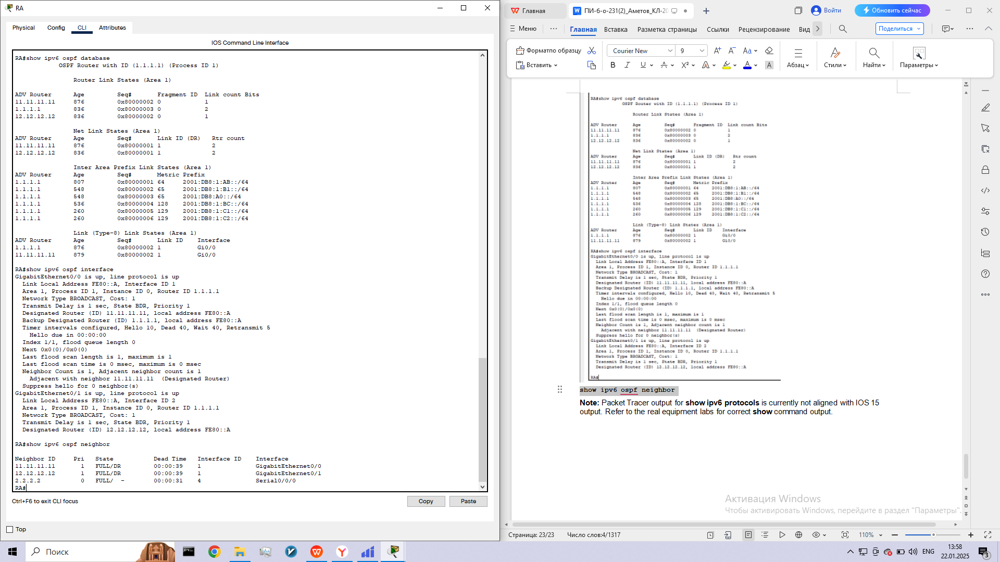 RA
Physical Config CLI Attributes
IOS Command Line Interface
RA#show ipv6 ospf database
OSPF Router with ID (1.1.1.1) (Process ID 1)
Router Link States (Area 1)
ADV Router Age Seq# Fragment ID Link count Bits
11.11.11.11 876 0x80000002 0 1
1.1.1.1 836 0x80000003 0 2
12.12.12.12 836 0x80000002 0 1
Net Link States (Area 1)
ADV Router Age Seq# Link ID (DR) Rtr count
11.11.11.11 876 0x80000001 1 2
12.12.12.12 836 0x80000001 1 2
Inter Area Prefix Link States (Area 1)
ADV Router Age Seq# Metric Prefix
1.1.1.1 807 0x80000001 64 2001:DB8:1:AB::/64
1.1.1.1 548 0x80000002 65 2001:DB8:1:B1::/64
1.1.1.1 548 0x80000003 65 2001:DB8:A0::/64
1.1.1.1 536 0x80000004 128 2001:DB8:1:BC::/64
1.1.1.1 260 0x80000005 129 2001:DB8:1:C1::/64
1.1.1.1 260 0x80000006 129 2001:DB8:1:C2::/64
Link (Type-8) Link States (Area 1)
ADV Router Age Seq# Link ID Interface
1.1.1.1 876 0x80000002 1 Gi0/0
11.11.11.11 879 0x80000002 1 Gi0/0
RA#show ipv6 ospf interface
GigabitEthernet0/0 is up, line protocol is up
Link Local Address FE80::A, Interface ID 1
Area 1, Process ID 1, Instance ID 0, Router ID 1.1.1.1
Network Type BROADCAST, Cost: 1
Transmit Delay is 1 sec, State BDR, Priority 1
Designated Router (ID) 11.11.11.11, local address FE80::A
Backup Designated Router (ID) 1.1.1.1, local address FE80::A
Timer intervals configured, Hello 10, Dead 40, Wait 40, Retransmit 5
Hello due in 00:00:00
Index 1/1, flood queue length 0
Next 0x0(0)/0x0(0)
Last flood scan length is 1, maximum is 1
Last flood scan time is 0 msec, maximum is 0 msec
Neighbor Count is 1, Adjacent neighbor count is 1
Adjacent with neighbor 11.11.11.11 (Designated Router)
Suppress hello for 0 neighbor(s)
GigabitEthernet0/1 is up, line protocol is up
Link Local Address FE80::A, Interface ID 2
Area 1, Process ID 1, Instance ID 0, Router ID 1.1.1.1
Network Type BROADCAST, Cost: 1
Transmit Delay is 1 sec, State BDR, Priority 1
Designated Router (ID) 12.12.12.12, local address FE80::A
RA#show ipv6 ospf neighbor
Neighbor ID Pri State Dead Time Interface ID Interface
11.11.11.11 1 FULL/DR 00:00:39 1 GigabitEthernet0/0
12.12.12.12 1 FULL/DR 00:00:39 1 GigabitEthernet0/1
2.2.2.2 0 FULL/ - 00:00:31 4 Serial0/0/0
RA#
Ctrl+F6 to exit CLI focus
Copy Paste
Top
Главная ПИ-б-о-231(2)_Аметов_КЛ-20 Войти Обновить сейчас
Меню Главная Вставка Разметка страницы Ссылки Рецензирование Вид Поделиться
Формат по образцу Courier New 9
Вставить Абзац Стили Найти Параметры
RA#show ipv6 ospf database
OSPF Router with ID (1.1.1.1) (Process ID 1)
Router Link States (Area 1)
ADV Router Age Seq# Fragment ID Link count Bits
11.11.11.11 876 0x80000002 0 1
1.1.1.1 836 0x80000003 0 2
12.12.12.12 836 0x80000002 0 1
Net Link States (Area 1)
ADV Router Age Seq# Link ID (DR) Rtr count
11.11.11.11 876 0x80000001 1 2
12.12.12.12 836 0x80000001 1 2
Inter Area Prefix Link States (Area 1)
ADV Router Age Seq# Metric Prefix
1.1.1.1 807 0x80000001 64 2001:DB8:1:AB::/64
1.1.1.1 548 0x80000002 65 2001:DB8:1:B1::/64
1.1.1.1 548 0x80000003 65 2001:DB8:A0::/64
1.1.1.1 536 0x80000004 128 2001:DB8:1:BC::/64
1.1.1.1 260 0x80000005 129 2001:DB8:1:C1::/64
1.1.1.1 260 0x80000006 129 2001:DB8:1:C2::/64
Link (Type-8) Link States (Area 1)
ADV Router Age Seq# Link ID Interface
1.1.1.1 876 0x80000002 1 Gi0/0
11.11.11.11 879 0x80000002 1 Gi0/0
RA#show ipv6 ospf interface
GigabitEthernet0/0 is up, line protocol is up
Link Local Address FE80::A, Interface ID 1
Area 1, Process ID 1, Instance ID 0, Router ID 1.1.1.1
Network Type BROADCAST, Cost: 1
Transmit Delay is 1 sec, State BDR, Priority 1
Designated Router (ID) 11.11.11.11, local address FE80::A
Backup Designated Router (ID) 1.1.1.1, local address FE80::A
Timer intervals configured, Hello 10, Dead 40, Wait 40, Retransmit 5
Hello due in 00:00:00
Index 1/1, flood queue length 0
Next 0x0(0)/0x0(0)
Last flood scan length is 1, maximum is 1
Last flood scan time is 0 msec, maximum is 0 msec
Neighbor Count is 1, Adjacent neighbor count is 1
Adjacent with neighbor 11.11.11.11 (Designated Router)
Suppress hello for 0 neighbor(s)
GigabitEthernet0/1 is up, line protocol is up
Link Local Address FE80::A, Interface ID 2
Area 1, Process ID 1, Instance ID 0, Router ID 1.1.1.1
Network Type BROADCAST, Cost: 1
Transmit Delay is 1 sec, State BDR, Priority 1
Designated Router (ID) 12.12.12.12, local address FE80::A
RA#
show ipv6 ospf neighbor
Note: Packet Tracer output for show ipv6 protocols is currently not aligned with IOS 15
output. Refer to the real equipment labs for correct show command output.
Активация Windows
Чтобы активировать Windows, перейдите в раздел "Параметры".
Страница: 23/23 Число слов:4/1317 110%
Поиск ENG 13:58
22.01.2025 3